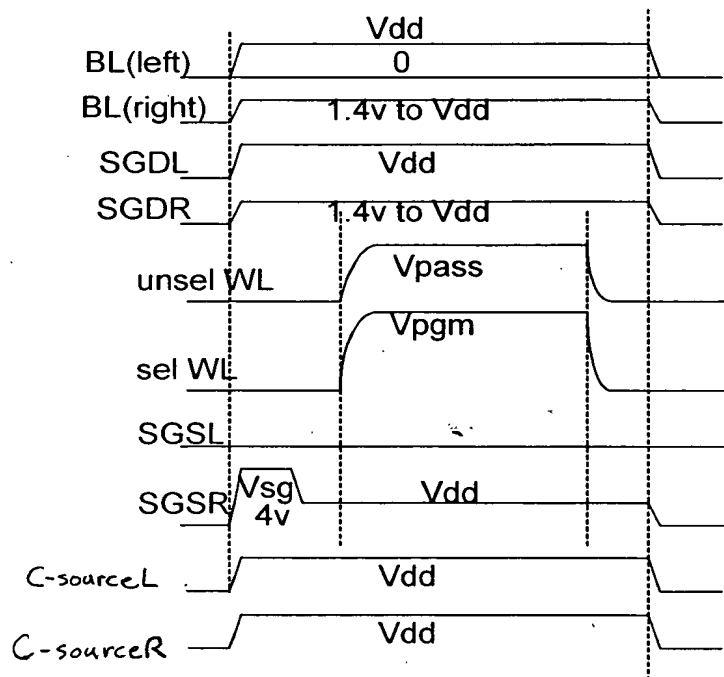 Vdd
BL(left) 0
BL(right) 1.4v to Vdd
SGDL Vdd
SGDR 1.4v to Vdd
unsel WL Vpass
Vpgm
sel WL
SGSL
SGSR Vsg Vdd
4v
C-sourceL Vdd
C-sourceR Vdd